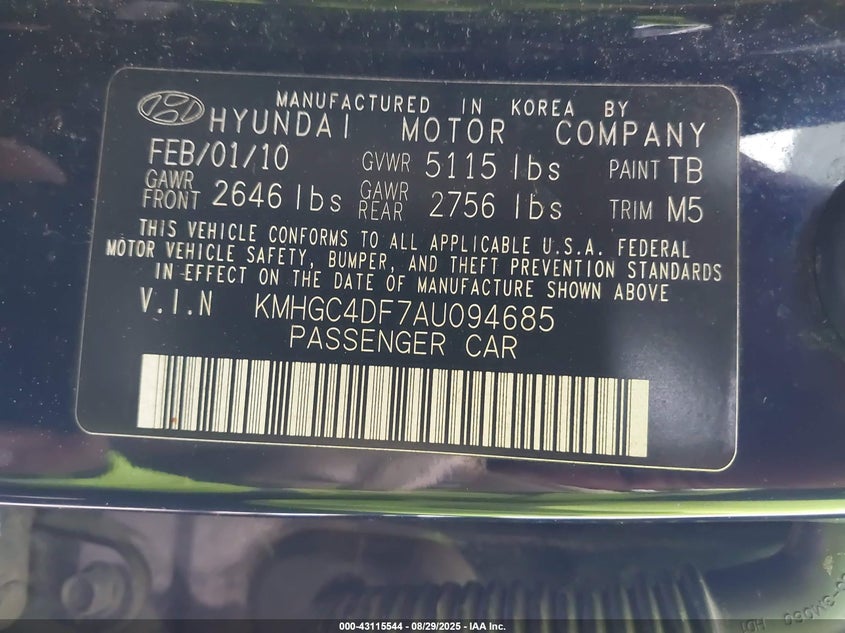 MANUFACTURED IN KOREA BY
HYUNDAI MOTOR COMPANY
FEB/01/10 GVWR 5115 lbs PAINT TB
GAWR FRONT 2646 lbs GAWR REAR 2756 lbs TRIM M5
THIS VEHICLE CONFORMS TO ALL APPLICABLE U.S.A. FEDERAL
MOTOR VEHICLE SAFETY, BUMPER, AND THEFT PREVENTION STANDARDS
IN EFFECT ON THE DATE OF MANUFACTURE SHOWN ABOVE
V.I.N KMHGC4DF7AU094685
PASSENGER CAR
000-43115544 - 08/29/2025 - IAA Inc.